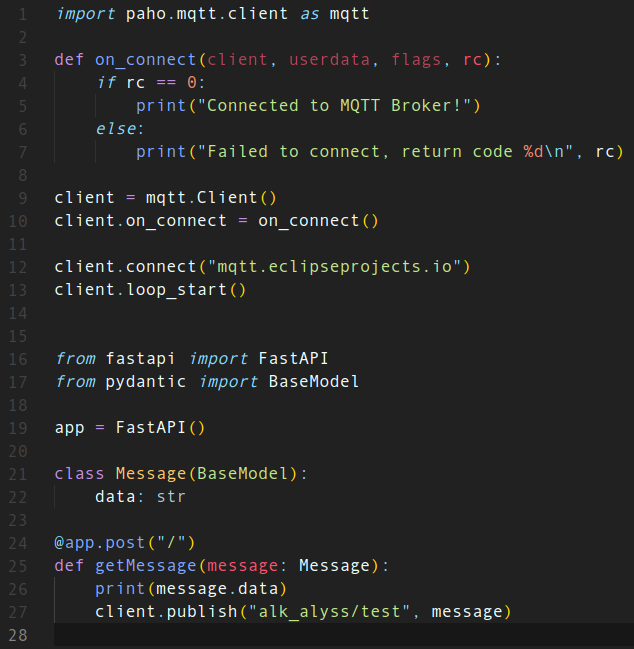 1 import paho.mqtt.client as mqtt
2
3 def on_connect(client, userdata, flags, rc):
4     if rc == 0:
5         print("Connected to MQTT Broker!")
6     else:
7         print("Failed to connect, return code %d\n", rc)
8
9 client = mqtt.Client()
10 client.on_connect = on_connect()
11
12 client.connect("mqtt.eclipseprojects.io")
13 client.loop_start()
14
15
16 from fastapi import FastAPI
17 from pydantic import BaseModel
18
19 app = FastAPI()
20
21 class Message(BaseModel):
22     data: str
23
24 @app.post("/")
25 def getMessage(message: Message):
26     print(message.data)
27     client.publish("alk_alyss/test", message)
28